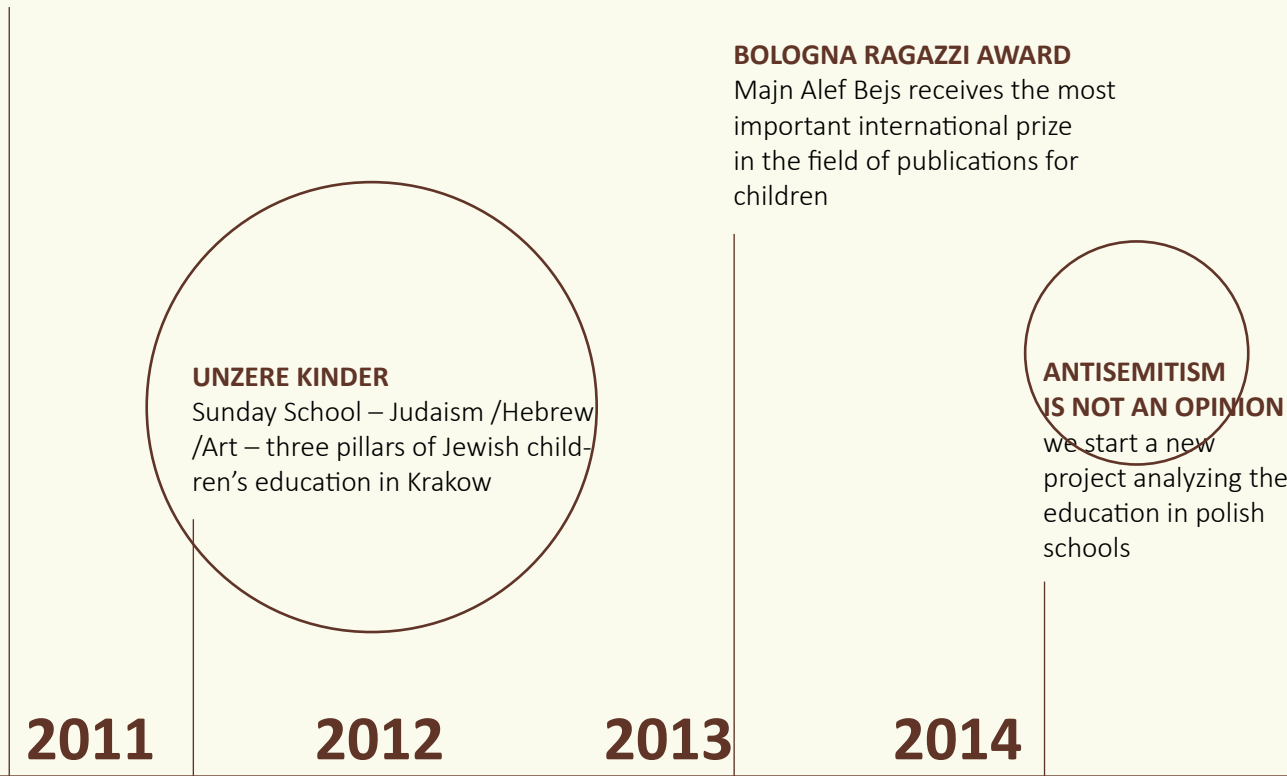 BOLOGNA RAGAZZI AWARD
Majn Alef Bejs receives the most
important international prize
in the field of publications for
children
UNZERE KINDER
Sunday School – Judaism /Hebrew
/Art – three pillars of Jewish child-
ren’s education in Krakow
ANTISEMITISM
IS NOT AN OPINION
we start a new
project analyzing the
education in polish
schools
2011
2012
2013
2014